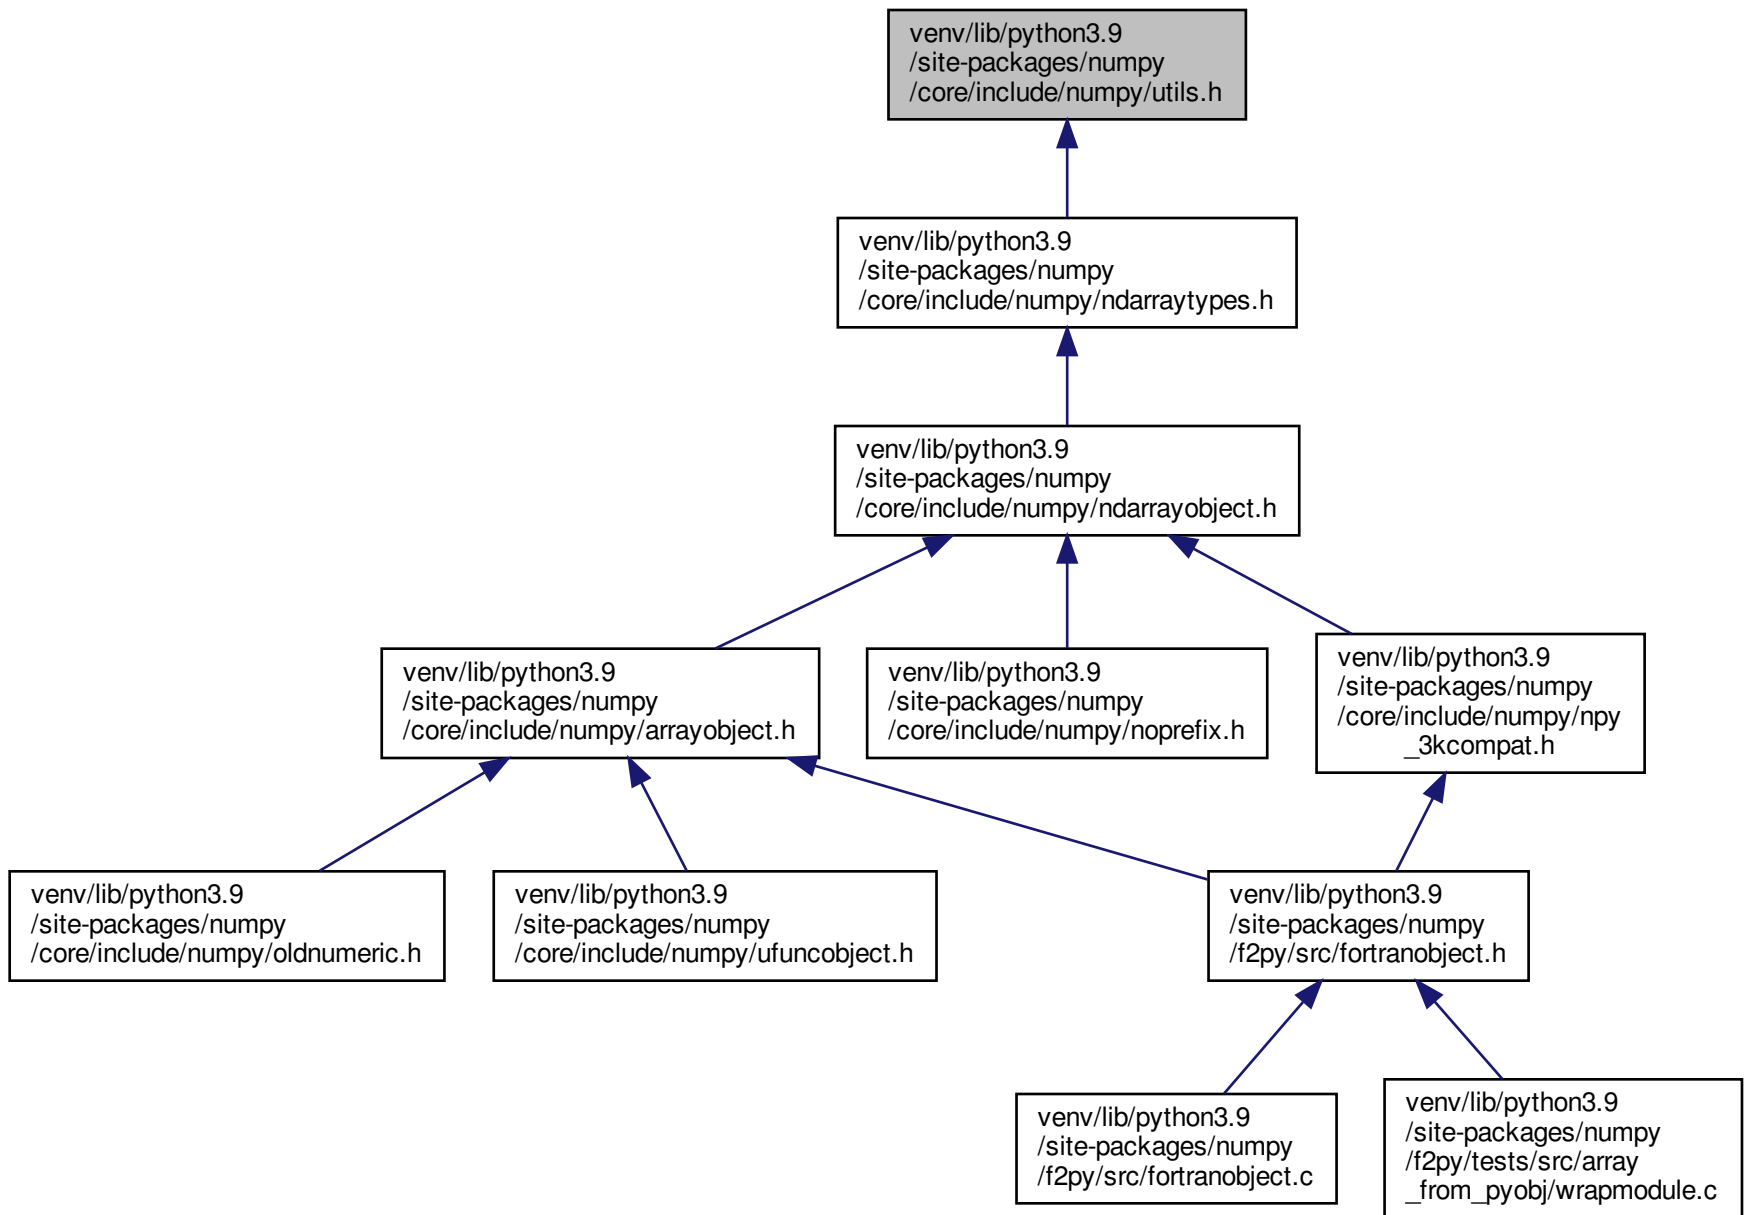 venv/lib/python3.9
/site-packages/numpy
/core/include/numpy/utils.h
venv/lib/python3.9
/site-packages/numpy
/core/include/numpy/ndarraytypes.h
venv/lib/python3.9
/site-packages/numpy
/core/include/numpy/ndarrayobject.h
venv/lib/python3.9
/site-packages/numpy
/core/include/numpy/arrayobject.h
venv/lib/python3.9
/site-packages/numpy
/core/include/numpy/noprefix.h
venv/lib/python3.9
/site-packages/numpy
/core/include/numpy/npy
_3kcompat.h
venv/lib/python3.9
/site-packages/numpy
/core/include/numpy/oldnumeric.h
venv/lib/python3.9
/site-packages/numpy
/core/include/numpy/ufuncobject.h
venv/lib/python3.9
/site-packages/numpy
/f2py/src/fortranobject.h
venv/lib/python3.9
/site-packages/numpy
/f2py/src/fortranobject.c
venv/lib/python3.9
/site-packages/numpy
/f2py/tests/src/array
_from_pyobj/wrapmodule.c